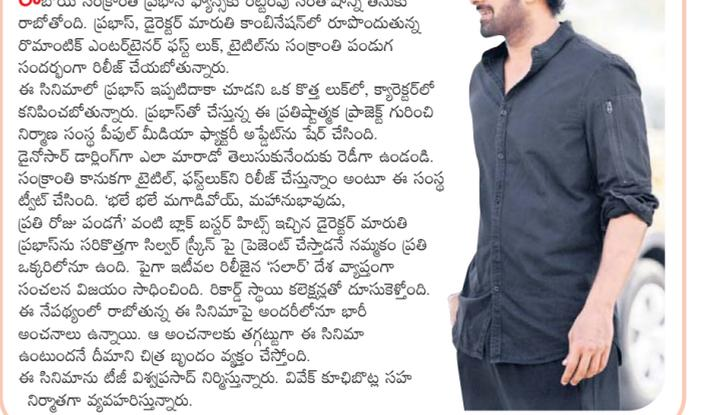 రాబోయే సంక్రాంతి ప్రభాస్ ఫ్యాన్స్‌కు రెట్టింపు సంతోషాన్ని తీసుకు
రాబోతోంది. ప్రభాస్, డైరెక్టర్ మారుతి కాంబినేషన్‌లో రూపొందుతున్న
రొమాంటిక్ ఎంటర్‌టైనర్ ఫస్ట్ లుక్, టైటిల్‌ను సంక్రాంతి పండుగ
సందర్భంగా రిలీజ్ చేయబోతున్నారు.
ఈ సినిమాలో ప్రభాస్ ఇప్పటిదాకా చూడని ఒక కొత్త లుక్‌లో, క్యారెక్టర్‌లో
కనిపించబోతున్నారు. ప్రభాస్‌తో చేస్తున్న ఈ ప్రతిష్టాత్మక ప్రాజెక్ట్ గురించి
నిర్మాణ సంస్థ పీపుల్ మీడియా ఫ్యాక్టరీ అప్డేట్‌ను షేర్ చేసింది.
డైనోసార్ డార్లింగ్‌గా ఎలా మారాడో తెలుసుకునేందుకు రెడీగా ఉండండి.
సంక్రాంతి కానుకగా టైటిల్, ఫస్ట్‌లుక్‌ని రిలీజ్ చేస్తున్నాం అంటూ ఈ సంస్థ
ట్వీట్ చేసింది. 'భలే భలే మగాడివోయ్, మహానుభావుడు,
ప్రతి రోజు పండగే' వంటి బ్లాక్ బస్టర్ హిట్స్ ఇచ్చిన డైరెక్టర్ మారుతి
ప్రభాస్‌ను సరికొత్తగా సిల్వర్ స్క్రీన్ పై ప్రెజెంట్ చేస్తాడనే నమ్మకం ప్రతి
ఒక్కరిలోనూ ఉంది. పైగా ఇటీవల రిలీజైన 'సలార్' దేశ వ్యాప్తంగా
సంచలన విజయం సాధించింది. రికార్డ్ స్థాయి కలెక్షన్లతో దూసుకెళ్తోంది.
ఈ నేపథ్యంలో రాబోతున్న ఈ సినిమాపై అందరిలోనూ భారీ
అంచనాలు ఉన్నాయి. ఆ అంచనాలకు తగ్గట్టుగా ఈ సినిమా
ఉంటుందనే ధీమాని చిత్ర బృందం వ్యక్తం చేస్తోంది.
ఈ సినిమాను టీజీ విశ్వప్రసాద్ నిర్మిస్తున్నారు. వివేక్ కూచిబొట్ల సహ
నిర్మాతగా వ్యవహరిస్తున్నారు.